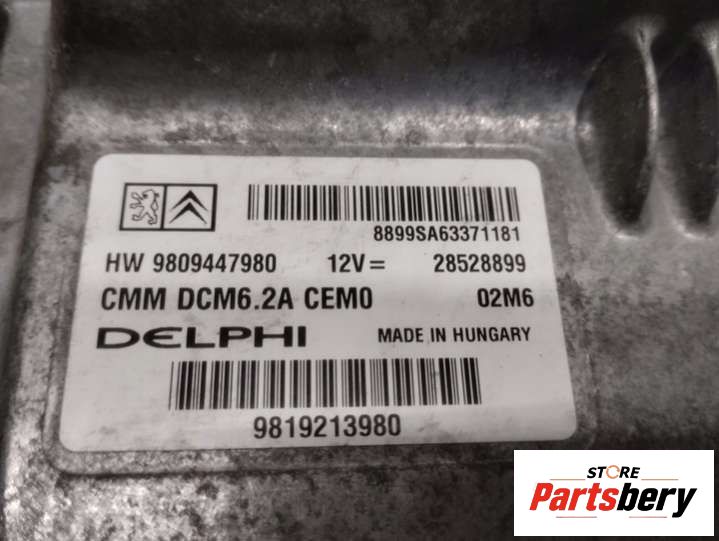 8899SA63371181
HW 9809447980 12V= 28528899
CMM DCM6.2A CEM0 02M6
DELPHI MADE IN HUNGARY
9819213980
STORE
Partsbery